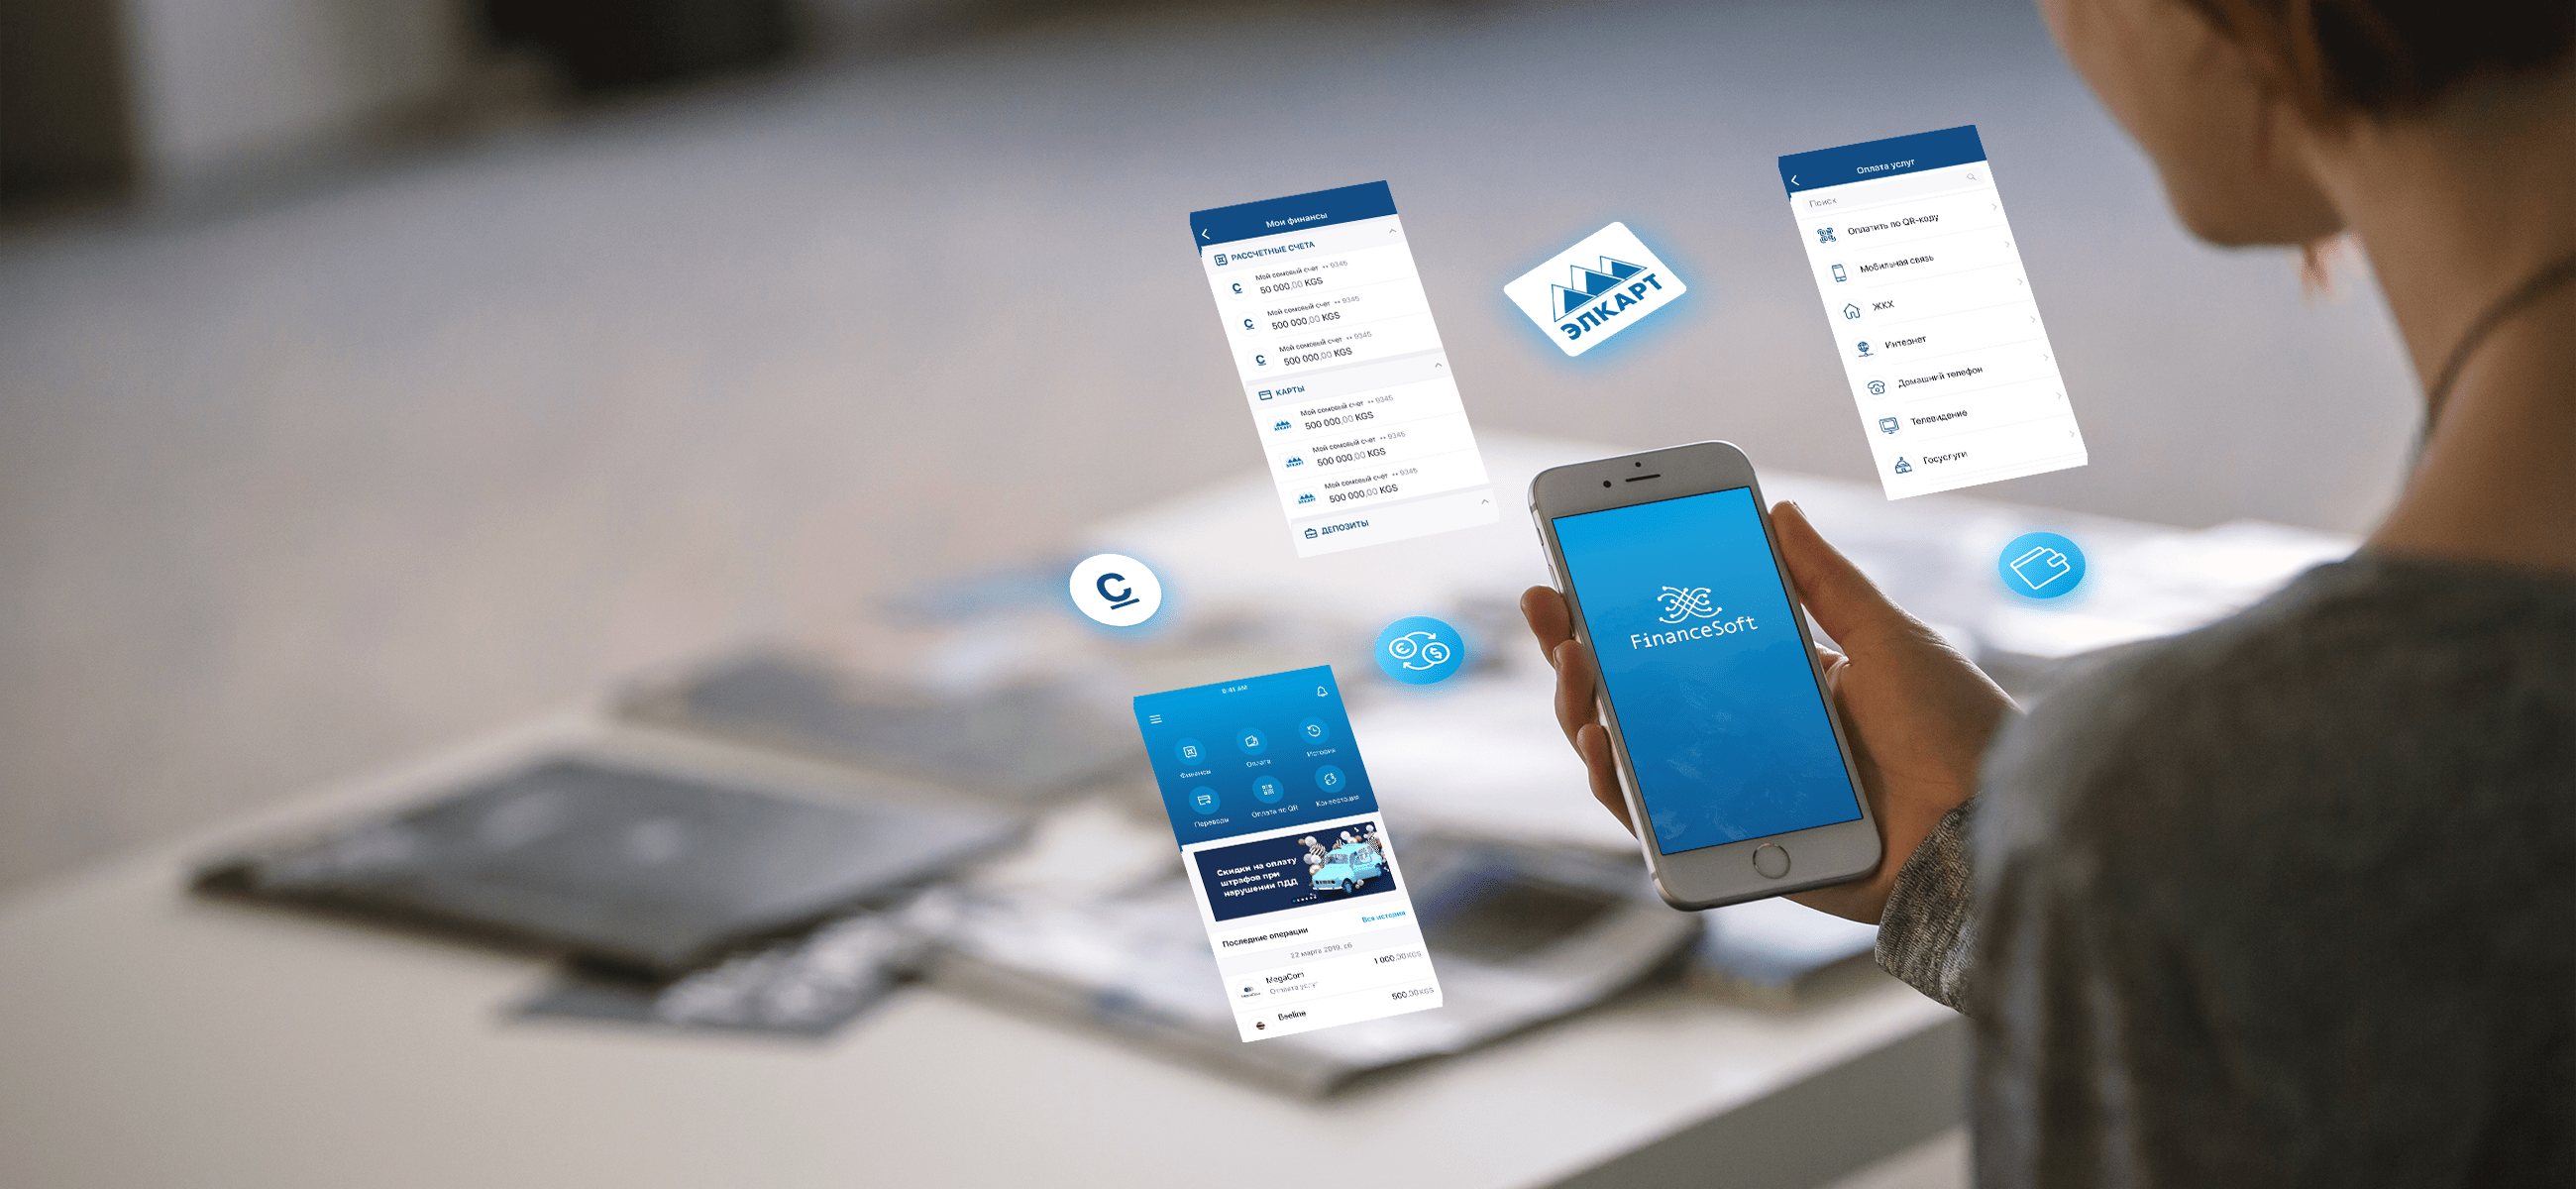 Мои финансы
РАССЧЕТНЫЕ СЧЕТА
Мой сомовый счет •• 9345
50 000,00 KGS
Мой сомовый счет •• 9345
500 000,00 KGS
Мой сомовый счет •• 9345
500 000,00 KGS
КАРТЫ
Мой сомовый счет •• 9345
500 000,00 KGS
Мой сомовый счет •• 9345
500 000,00 KGS
Мой сомовый счет •• 9345
500 000,00 KGS
ДЕПОЗИТЫ
ЭЛКАРТ
Оплата услуг
Поиск
Оплатить по QR-коду
Мобильная связь
ЖКХ
Интернет
Домашний телефон
Телевидение
Госуслуги
С
€ $
FinanceSoft
9:41 AM
Финансы
Оплата
История
Переводы
Оплата по QR
Конвертация
Скидки на оплату
штрафов при
нарушении ПДД
Последние операции
Вся история
22 марта 2019, сб
MegaCom
1 000,00 KGS
Оплата услуг
Beeline
500,00 KGS